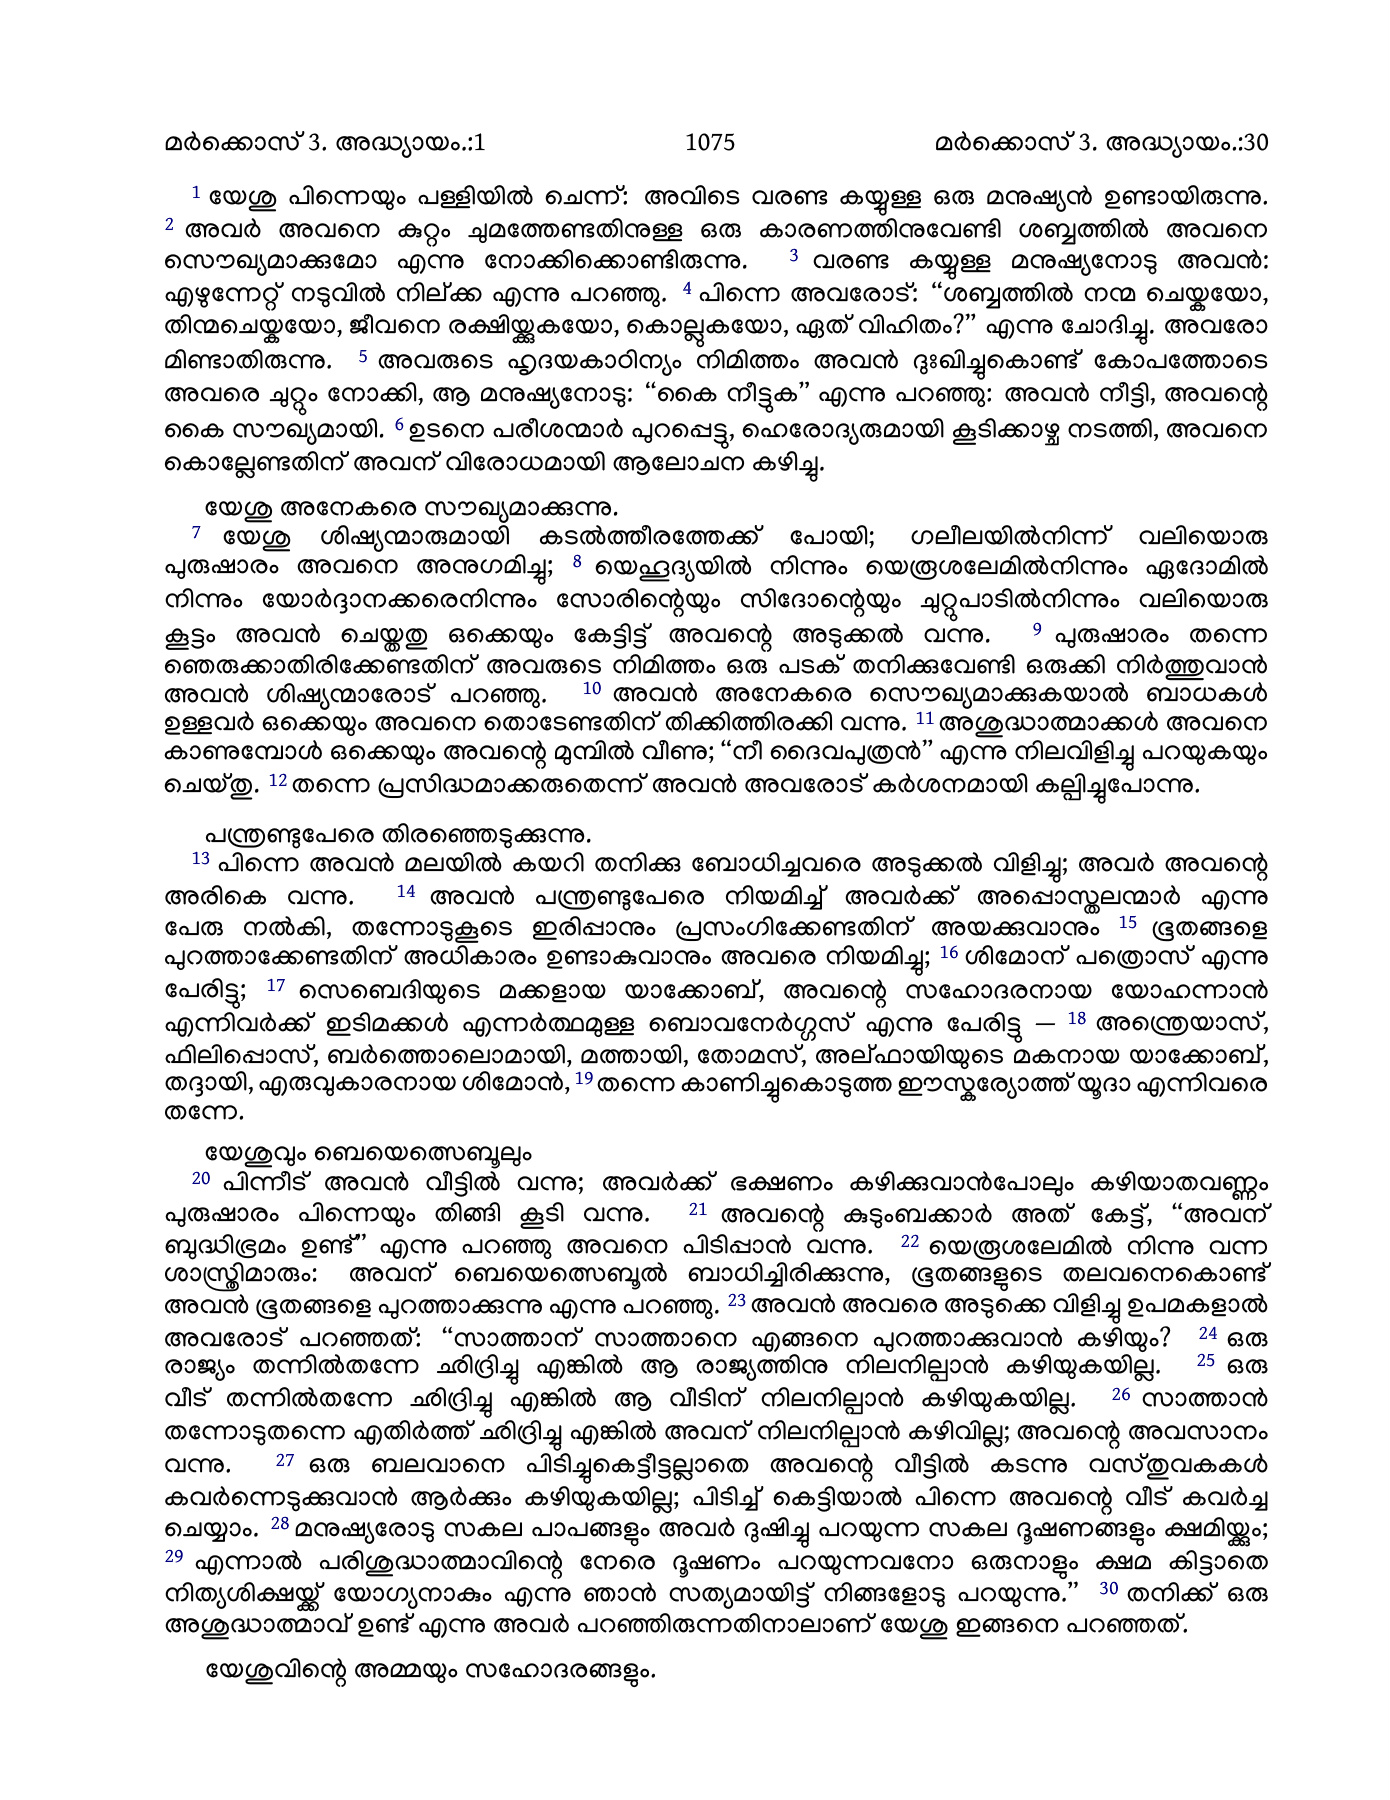 മർക്കൊസ് 3. അദ്ധ്യായം.:1 1075 മർക്കൊസ് 3. അദ്ധ്യായം.:30
1 യേശു പിന്നെയും പള്ളിയിൽ ചെന്ന്: അവിടെ വരണ്ട കയ്യുള്ള ഒരു മനുഷ്യൻ ഉണ്ടായിരുന്നു.
2 അവർ അവനെ കുറ്റം ചുമത്തേണ്ടതിനുള്ള ഒരു കാരണത്തിനുവേണ്ടി ശബ്ബത്തിൽ അവനെ
സൌഖ്യമാക്കുമോ എന്നു നോക്കിക്കൊണ്ടിരുന്നു. 3 വരണ്ട കയ്യുള്ള മനുഷ്യനോടു അവൻ:
എഴുന്നേറ്റ് നടുവിൽ നില്ക്ക എന്നു പറഞ്ഞു. 4 പിന്നെ അവരോട്: “ശബ്ബത്തിൽ നന്മ ചെയ്കയോ,
തിന്മചെയ്കയോ, ജീവനെ രക്ഷിയ്ക്കുകയോ, കൊല്ലുകയോ, ഏത് വിഹിതം?” എന്നു ചോദിച്ചു. അവരോ
മിണ്ടാതിരുന്നു. 5 അവരുടെ ഹൃദയകാഠിന്യം നിമിത്തം അവൻ ദുഃഖിച്ചുകൊണ്ട് കോപത്തോടെ
അവരെ ചുറ്റും നോക്കി, ആ മനുഷ്യനോടു: “കൈ നീട്ടുക” എന്നു പറഞ്ഞു: അവൻ നീട്ടി, അവന്റെ
കൈ സൗഖ്യമായി. 6 ഉടനെ പരീശന്മാർ പുറപ്പെട്ടു, ഹെരോദ്യരുമായി കൂടിക്കാഴ്ച നടത്തി, അവനെ
കൊല്ലേണ്ടതിന് അവന് വിരോധമായി ആലോചന കഴിച്ചു.
യേശു അനേകരെ സൗഖ്യമാക്കുന്നു.
7 യേശു ശിഷ്യന്മാരുമായി കടൽത്തീരത്തേക്ക് പോയി; ഗലീലയിൽനിന്ന് വലിയൊരു
പുരുഷാരം അവനെ അനുഗമിച്ചു; 8 യെഹൂദ്യയിൽ നിന്നും യെരൂശലേമിൽനിന്നും ഏദോമിൽ
നിന്നും യോർദ്ദാനക്കരെനിന്നും സോരിന്റെയും സിദോന്റെയും ചുറ്റുപാടിൽനിന്നും വലിയൊരു
കൂട്ടം അവൻ ചെയ്തതു ഒക്കെയും കേട്ടിട്ട് അവന്റെ അടുക്കൽ വന്നു. 9 പുരുഷാരം തന്നെ
ഞെരുക്കാതിരിക്കേണ്ടതിന് അവരുടെ നിമിത്തം ഒരു പടക് തനിക്കുവേണ്ടി ഒരുക്കി നിർത്തുവാൻ
അവൻ ശിഷ്യന്മാരോട് പറഞ്ഞു. 10 അവൻ അനേകരെ സൌഖ്യമാക്കുകയാൽ ബാധകൾ
ഉള്ളവർ ഒക്കെയും അവനെ തൊടേണ്ടതിന് തിക്കിത്തിരക്കി വന്നു. 11 അശുദ്ധാത്മാക്കൾ അവനെ
കാണുമ്പോൾ ഒക്കെയും അവന്റെ മുമ്പിൽ വീണു; “നീ ദൈവപുത്രൻ” എന്നു നിലവിളിച്ചു പറയുകയും
ചെയ്തു. 12 തന്നെ പ്രസിദ്ധമാക്കരുതെന്ന് അവൻ അവരോട് കർശനമായി കല്പിച്ചുപോന്നു.
പന്ത്രണ്ടുപേരെ തിരഞ്ഞെടുക്കുന്നു.
13 പിന്നെ അവൻ മലയിൽ കയറി തനിക്കു ബോധിച്ചവരെ അടുക്കൽ വിളിച്ചു; അവർ അവന്റെ
അരികെ വന്നു. 14 അവൻ പന്ത്രണ്ടുപേരെ നിയമിച്ച് അവർക്ക് അപ്പൊസ്തലന്മാർ എന്നു
പേരു നൽകി, തന്നോടുകൂടെ ഇരിപ്പാനും പ്രസംഗിക്കേണ്ടതിന് അയക്കുവാനും 15 ഭൂതങ്ങളെ
പുറത്താക്കേണ്ടതിന് അധികാരം ഉണ്ടാകുവാനും അവരെ നിയമിച്ചു; 16 ശിമോന് പത്രൊസ് എന്നു
പേരിട്ടു; 17 സെബെദിയുടെ മക്കളായ യാക്കോബ്, അവന്റെ സഹോദരനായ യോഹന്നാൻ
എന്നിവർക്ക് ഇടിമക്കൾ എന്നർത്ഥമുള്ള ബൊവനേർഗ്ഗസ് എന്നു പേരിട്ടു — 18 അന്ത്രെയാസ്,
ഫിലിപ്പൊസ്, ബർത്തൊലൊമായി, മത്തായി, തോമസ്, അല്ഫായിയുടെ മകനായ യാക്കോബ്,
തദ്ദായി, എരുവുകാരനായ ശിമോൻ, 19 തന്നെ കാണിച്ചുകൊടുത്ത ഈസ്കര്യോത്ത് യൂദാ എന്നിവരെ
തന്നേ.
യേശുവും ബെയെത്സെബൂലും
20 പിന്നീട് അവൻ വീട്ടിൽ വന്നു; അവർക്ക് ഭക്ഷണം കഴിക്കുവാൻപോലും കഴിയാതവണ്ണം
പുരുഷാരം പിന്നെയും തിങ്ങി കൂടി വന്നു. 21 അവന്റെ കുടുംബക്കാർ അത് കേട്ട്, “അവന്
ബുദ്ധിഭ്രമം ഉണ്ട്” എന്നു പറഞ്ഞു അവനെ പിടിപ്പാൻ വന്നു. 22 യെരൂശലേമിൽ നിന്നു വന്ന
ശാസ്ത്രിമാരും: അവന് ബെയെത്സെബൂൽ ബാധിച്ചിരിക്കുന്നു, ഭൂതങ്ങളുടെ തലവനെകൊണ്ട്
അവൻ ഭൂതങ്ങളെ പുറത്താക്കുന്നു എന്നു പറഞ്ഞു. 23 അവൻ അവരെ അടുക്കെ വിളിച്ചു ഉപമകളാൽ
അവരോട് പറഞ്ഞത്: “സാത്താന് സാത്താനെ എങ്ങനെ പുറത്താക്കുവാൻ കഴിയും? 24 ഒരു
രാജ്യം തന്നിൽതന്നേ ഛിദ്രിച്ചു എങ്കിൽ ആ രാജ്യത്തിനു നിലനില്പാൻ കഴിയുകയില്ല. 25 ഒരു
വീട് തന്നിൽതന്നേ ഛിദ്രിച്ചു എങ്കിൽ ആ വീടിന് നിലനില്പാൻ കഴിയുകയില്ല. 26 സാത്താൻ
തന്നോടുതന്നെ എതിർത്ത് ഛിദ്രിച്ചു എങ്കിൽ അവന് നിലനില്പാൻ കഴിവില്ല; അവന്റെ അവസാനം
വന്നു. 27 ഒരു ബലവാനെ പിടിച്ചുകെട്ടീട്ടല്ലാതെ അവന്റെ വീട്ടിൽ കടന്നു വസ്തുവകകൾ
കവർന്നെടുക്കുവാൻ ആർക്കും കഴിയുകയില്ല; പിടിച്ച് കെട്ടിയാൽ പിന്നെ അവന്റെ വീട് കവർച്ച
ചെയ്യാം. 28 മനുഷ്യരോടു സകല പാപങ്ങളും അവർ ദുഷിച്ചു പറയുന്ന സകല ദൂഷണങ്ങളും ക്ഷമിയ്ക്കും;
29 എന്നാൽ പരിശുദ്ധാത്മാവിന്റെ നേരെ ദൂഷണം പറയുന്നവനോ ഒരുനാളും ക്ഷമ കിട്ടാതെ
നിത്യശിക്ഷയ്ക്ക് യോഗ്യനാകും എന്നു ഞാൻ സത്യമായിട്ട് നിങ്ങളോടു പറയുന്നു.” 30 തനിക്ക് ഒരു
അശുദ്ധാത്മാവ് ഉണ്ട് എന്നു അവർ പറഞ്ഞിരുന്നതിനാലാണ് യേശു ഇങ്ങനെ പറഞ്ഞത്.
യേശുവിന്റെ അമ്മയും സഹോദരങ്ങളും.